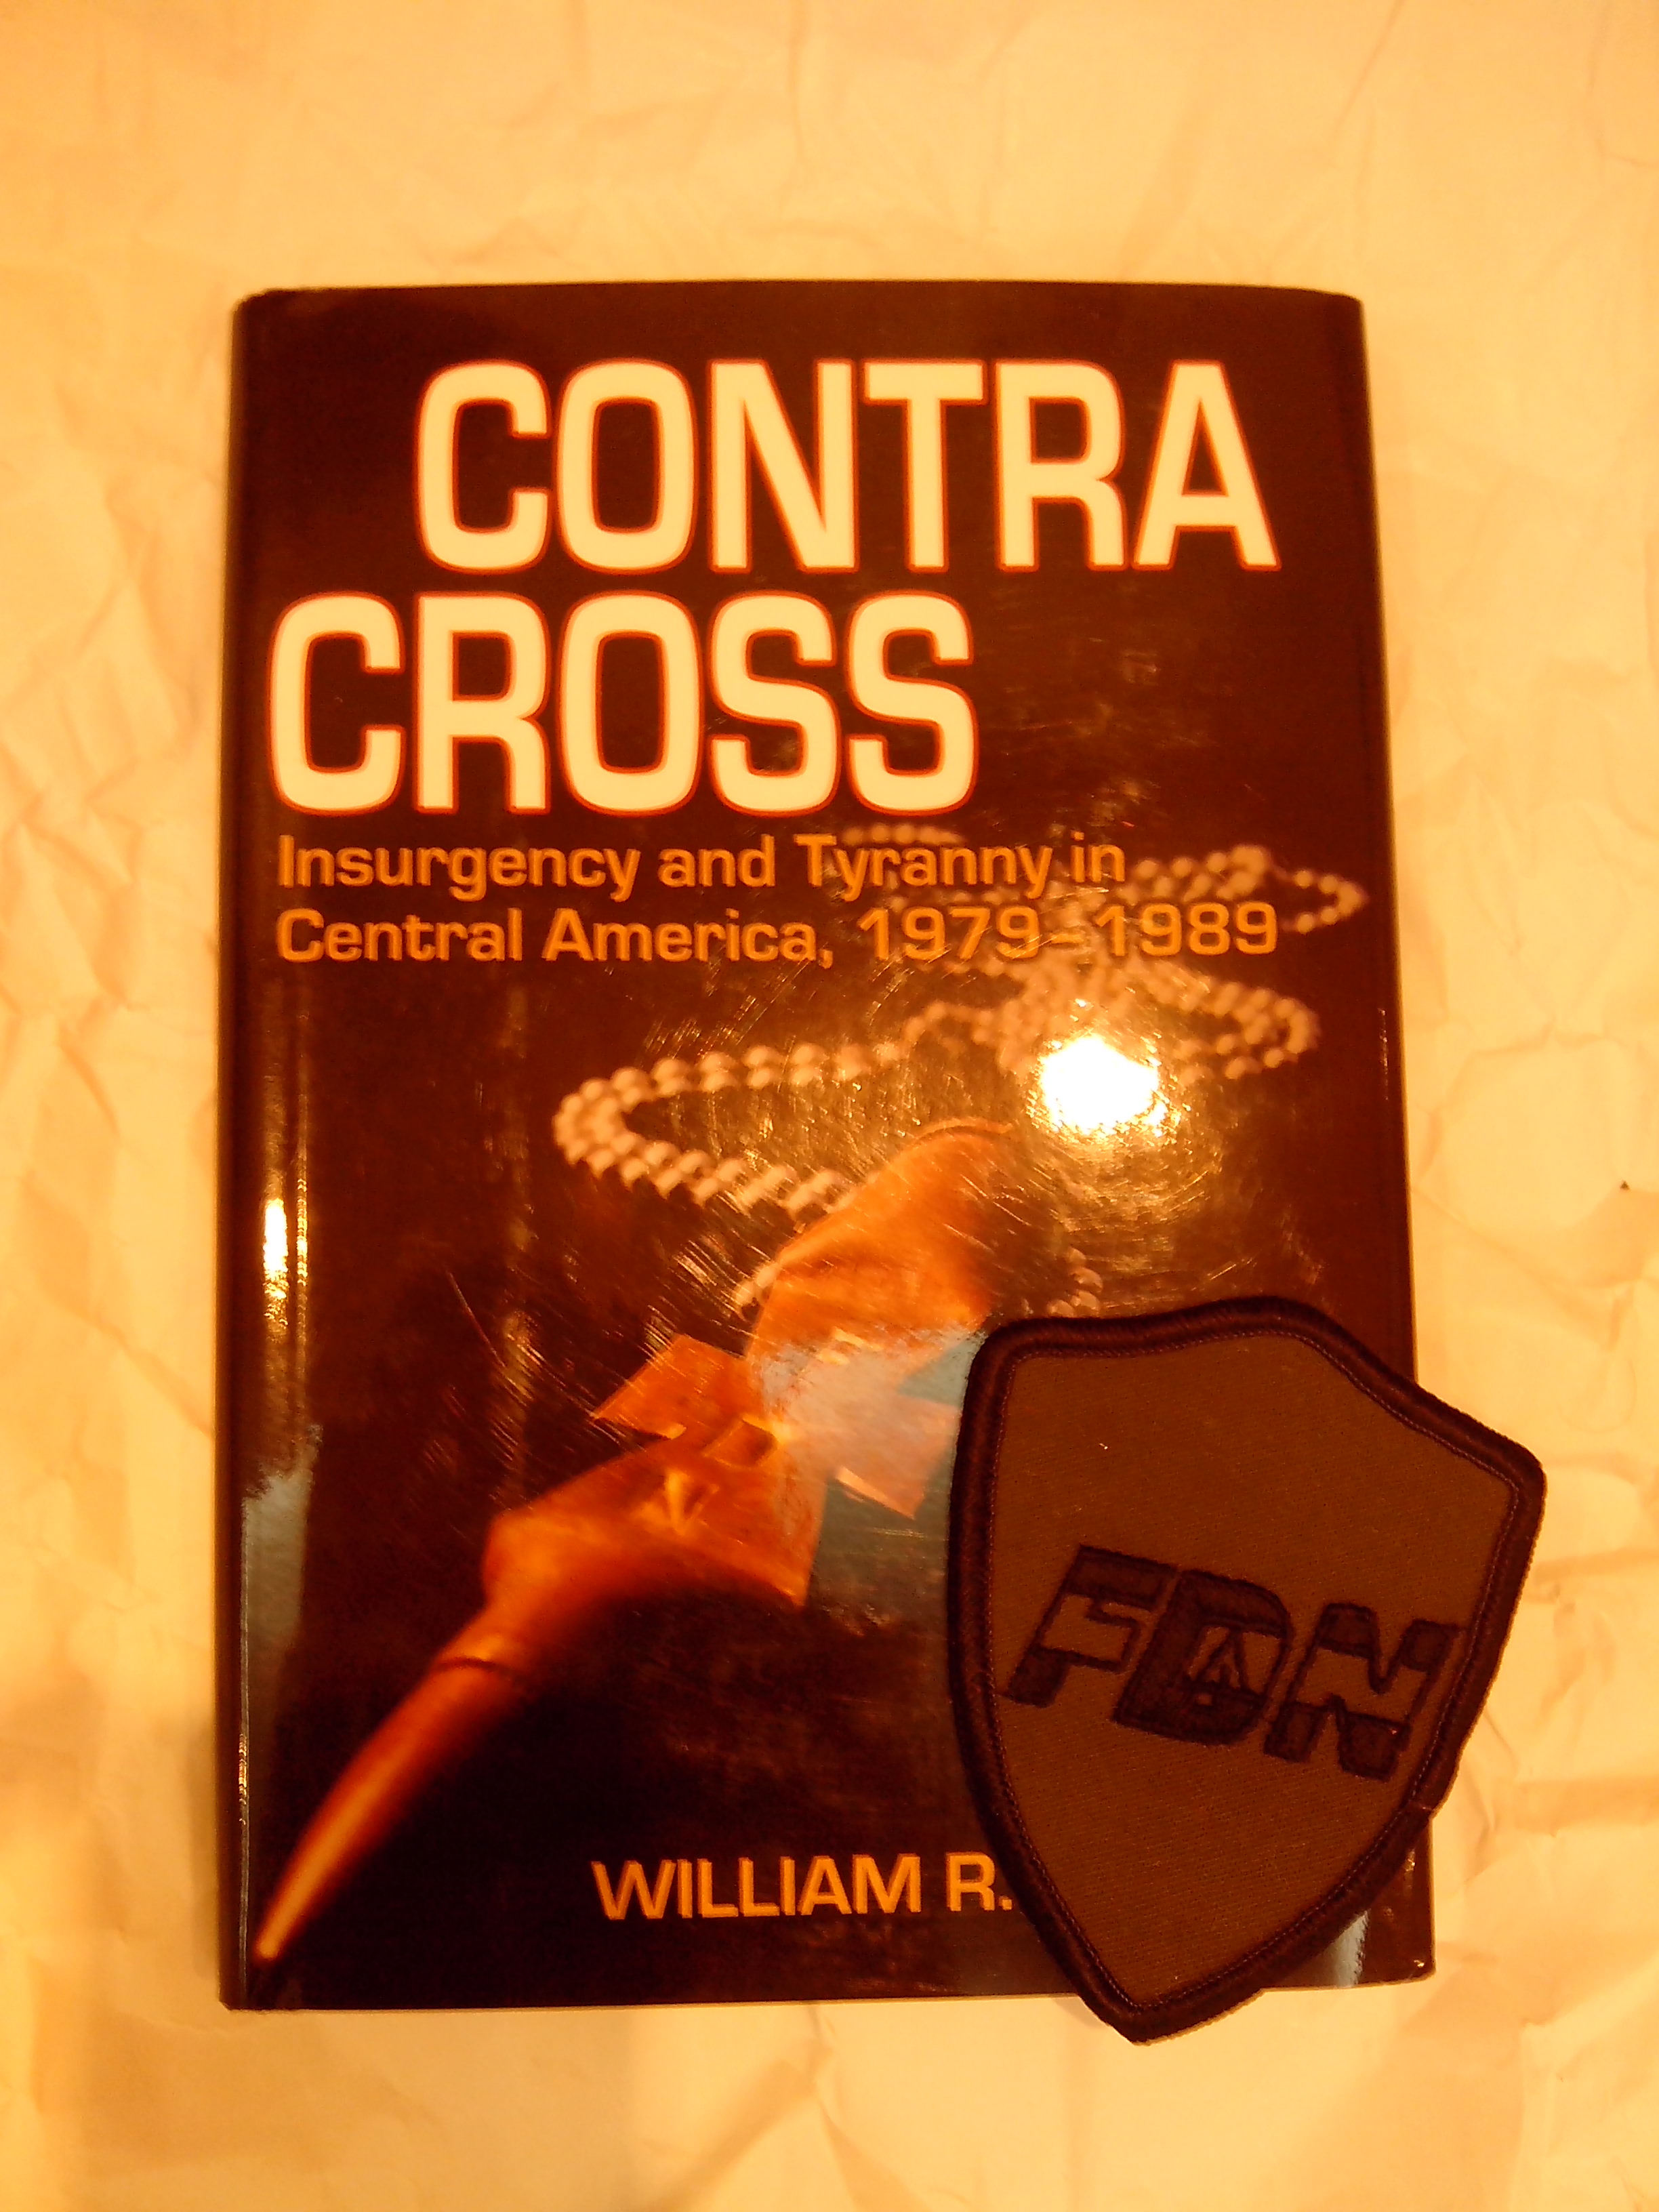 CONTRA
CROSS
Insurgency and Tyranny in
Central America, 1979–1989
WILLIAM R.
FDN